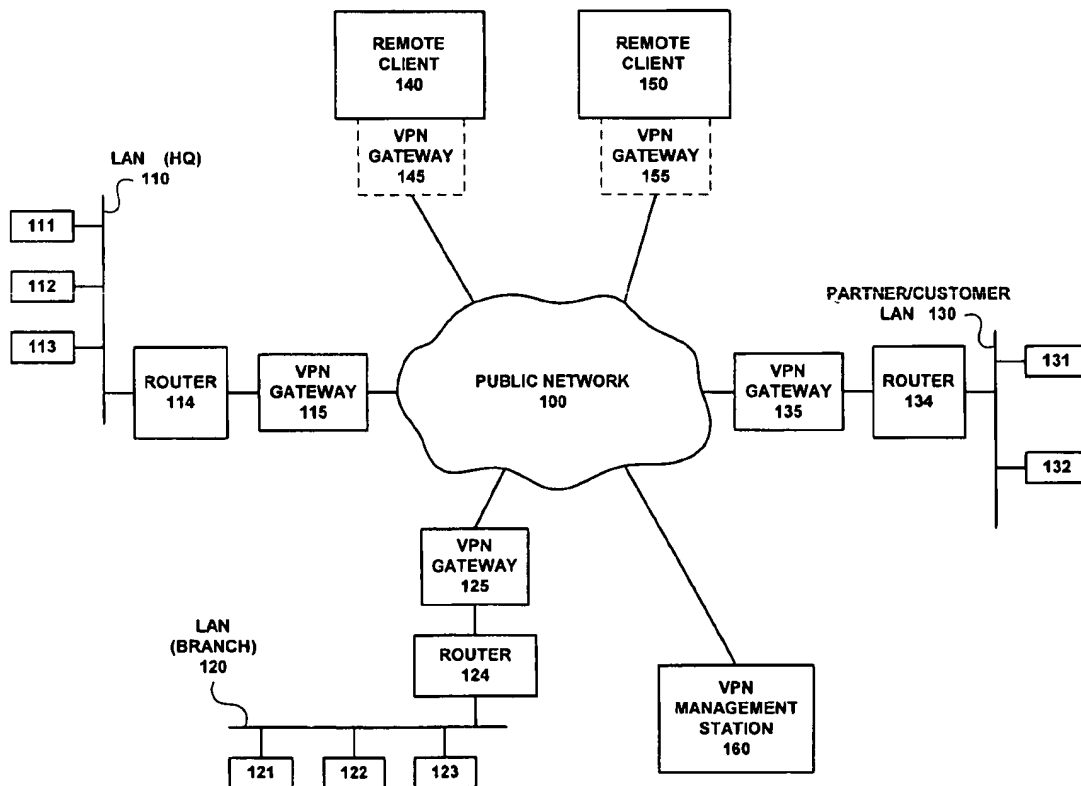 REMOTE
CLIENT
140
VPN
GATEWAY
145
REMOTE
CLIENT
150
VPN
GATEWAY
155
LAN (HQ)
110
111
112
113
ROUTER
114
VPN
GATEWAY
115
PUBLIC NETWORK
100
VPN
GATEWAY
135
ROUTER
134
PARTNER/CUSTOMER
LAN 130
131
132
VPN
GATEWAY
125
ROUTER
124
LAN
(BRANCH)
120
121
122
123
VPN
MANAGEMENT
STATION
160